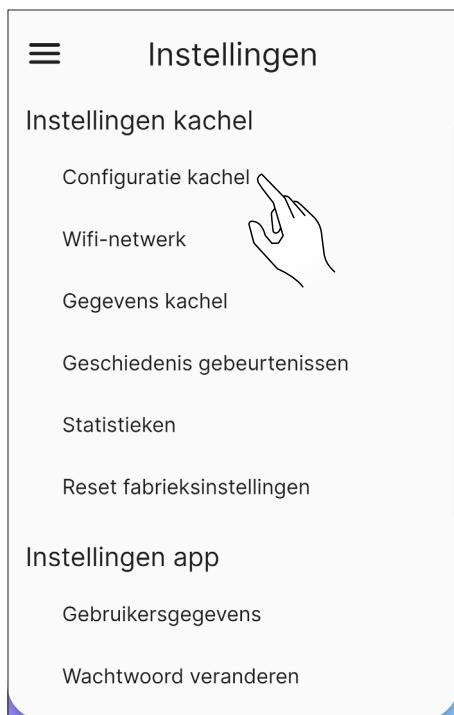 Instellingen
Instellingen kachel
Configuratie kachel
Wifi-netwerk
Gegevens kachel
Geschiedenis gebeurtenissen
Statistieken
Reset fabrieksinstellingen
Instellingen app
Gebruikersgegevens
Wachtwoord veranderen